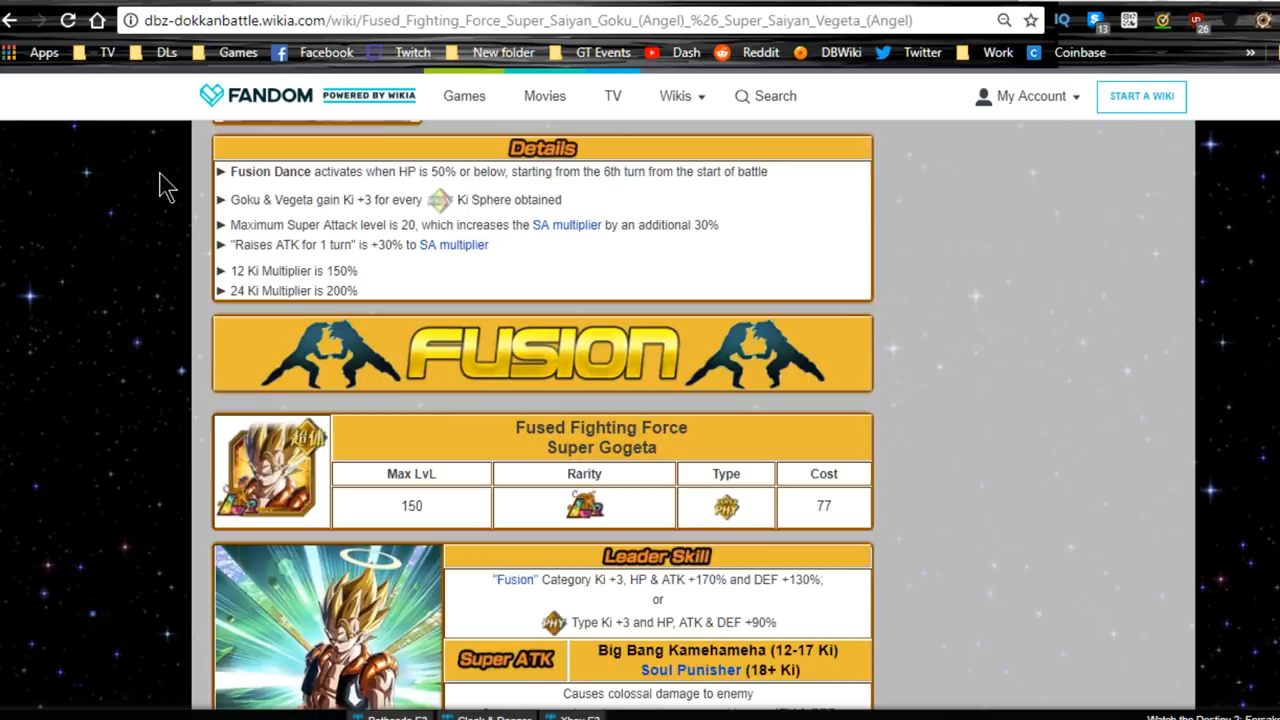 dbz-dokkanbattle.wikia.com/wiki/Fused_Fighting_Force_Super_Saiyan_Goku_(Angel)_%26_Super_Saiyan_Vegeta_(Angel)
IQ
13
26
Apps TV DLs Games Facebook Twitch New folder GT Events Dash Reddit DBWiki Twitter Work Coinbase »
FANDOM POWERED BY WIKIA Games Movies TV Wikis Search My Account START A WIKI
Details
► Fusion Dance activates when HP is 50% or below, starting from the 6th turn from the start of battle
► Goku & Vegeta gain Ki +3 for every Ki Sphere obtained
► Maximum Super Attack level is 20, which increases the SA multiplier by an additional 30%
► "Raises ATK for 1 turn" is +30% to SA multiplier
► 12 Ki Multiplier is 150%
► 24 Ki Multiplier is 200%
FUSION
Fused Fighting Force
Super Gogeta
Max LvL Rarity Type Cost
150 LR PHY 77
Leader Skill
"Fusion" Category Ki +3, HP & ATK +170% and DEF +130%;
or
PHY Type Ki +3 and HP, ATK & DEF +90%
Super ATK
Big Bang Kamehameha (12-17 Ki)
Soul Punisher (18+ Ki)
Causes colossal damage to enemy